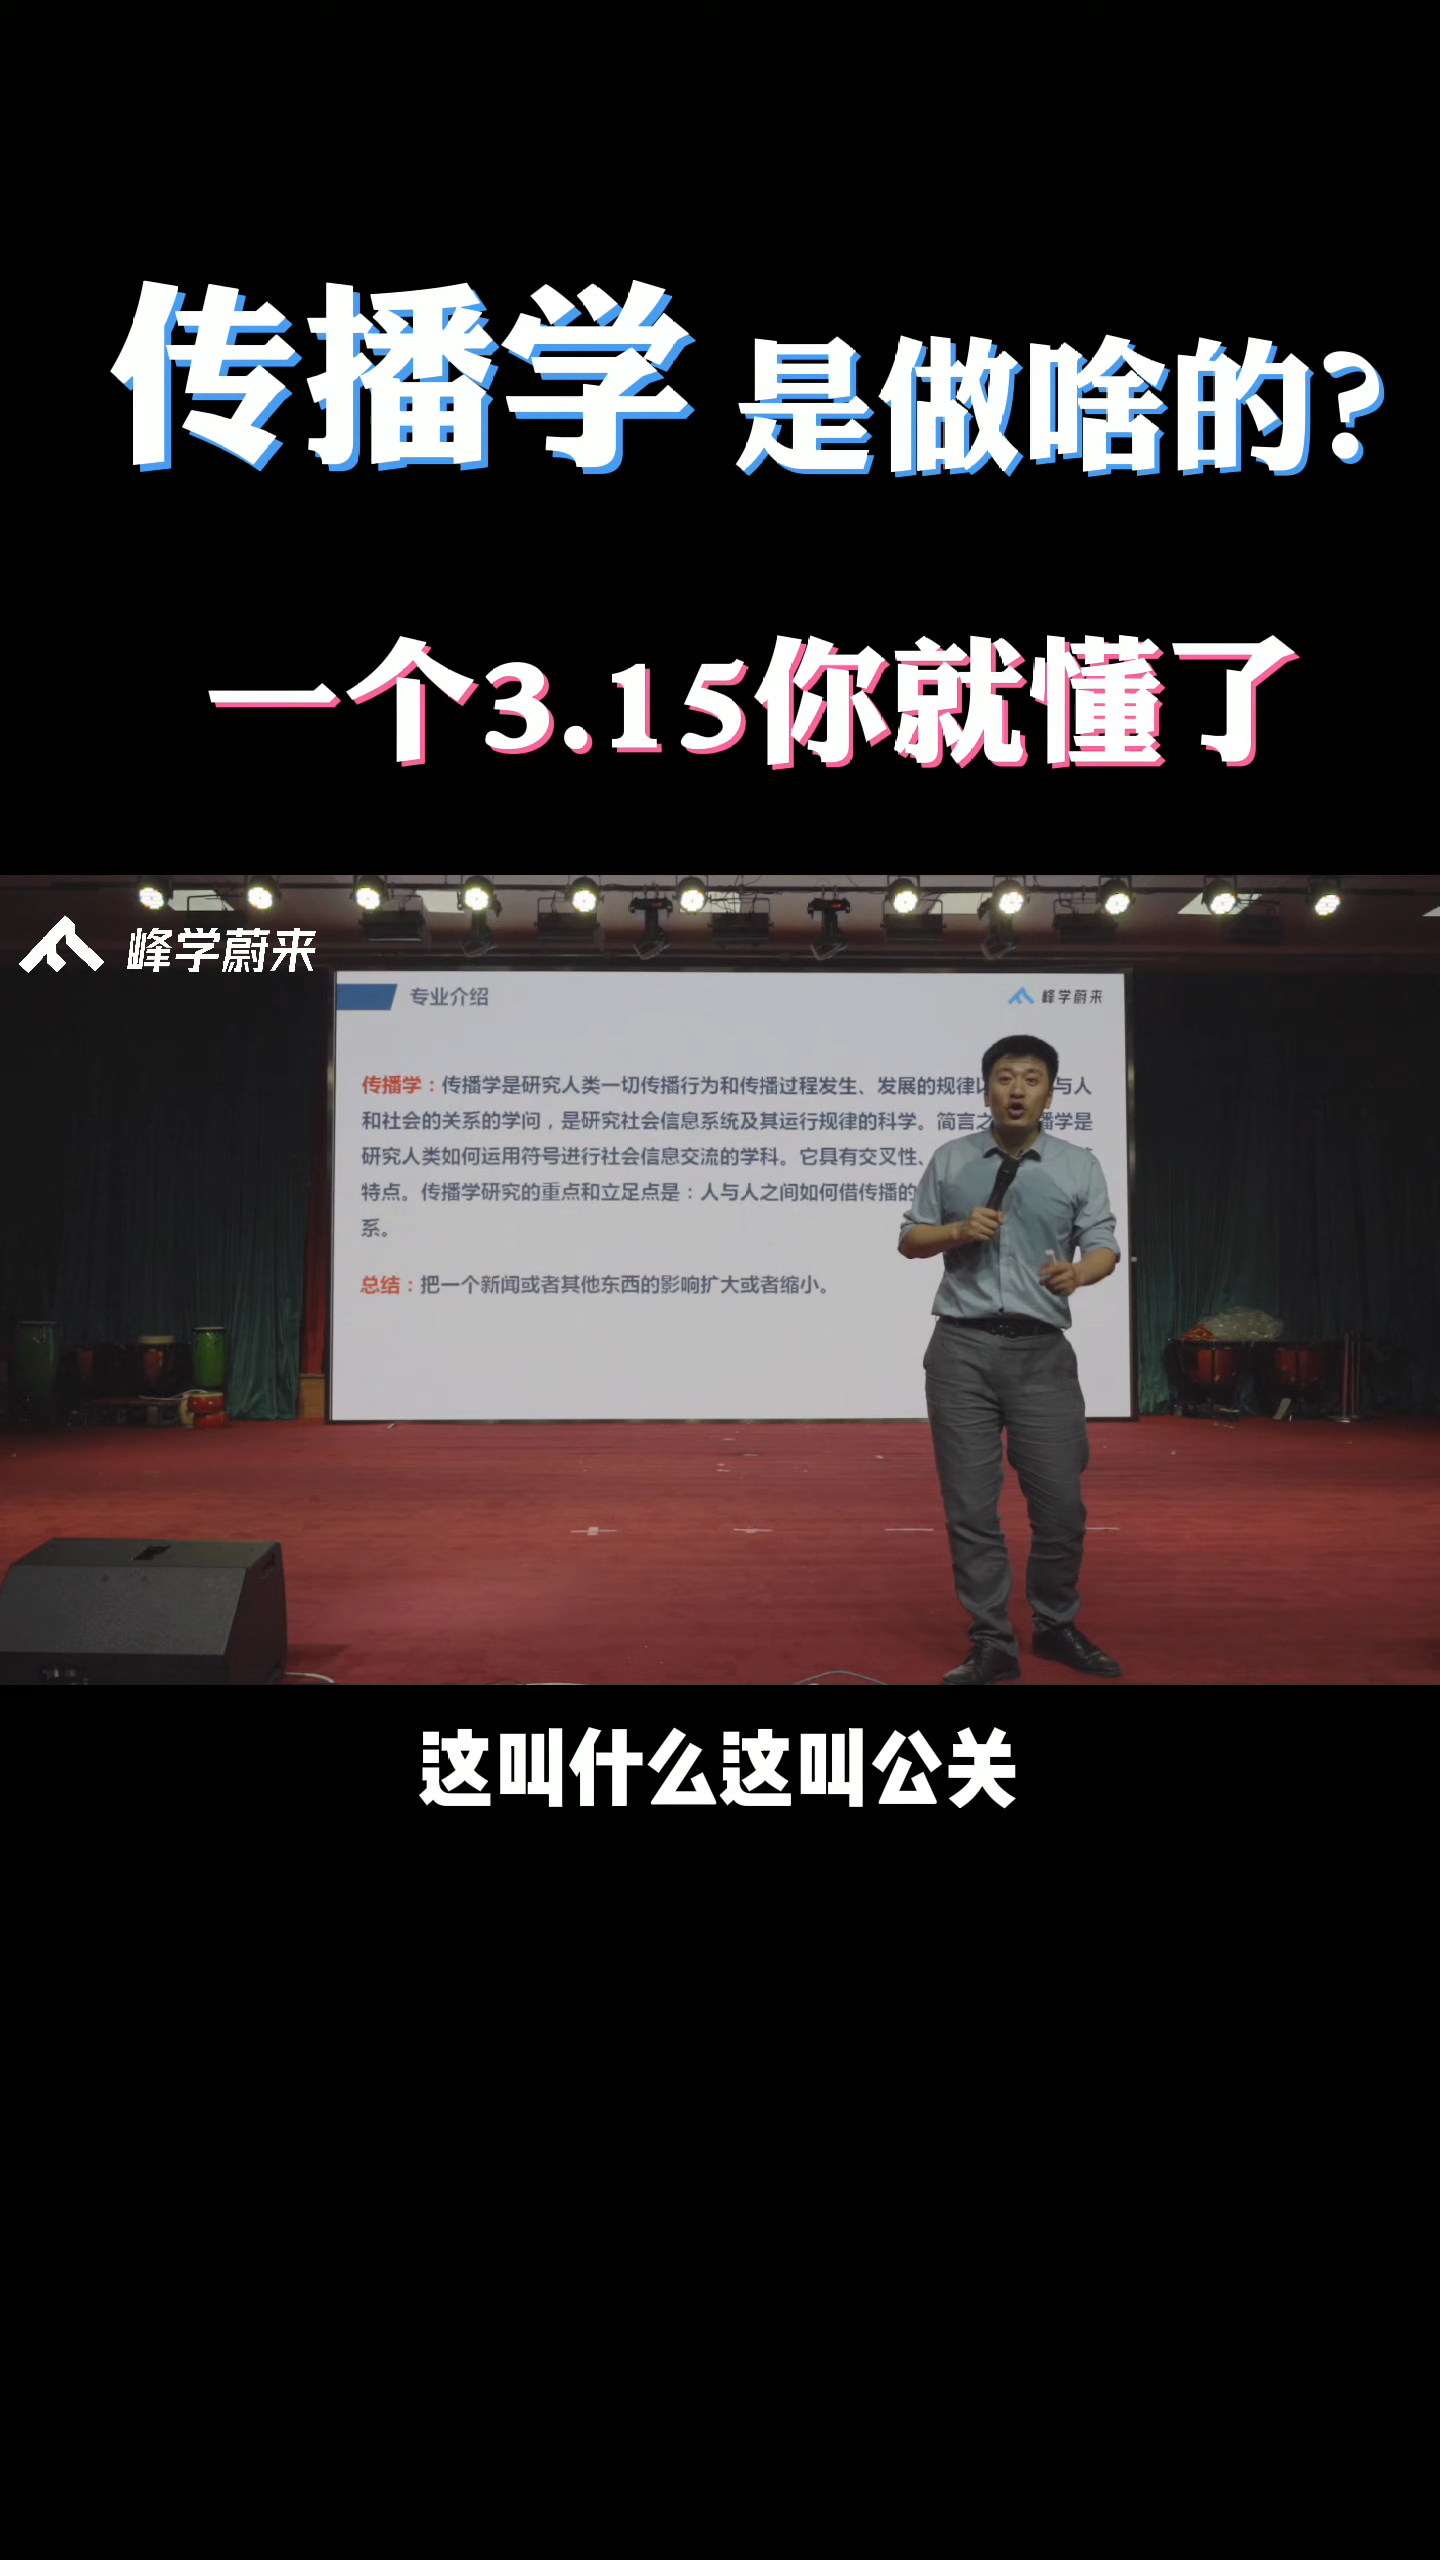 传播学 是做啥的?
一个3.15你就懂了
峰学蔚来
专业介绍
峰学蔚来
传播学：传播学是研究人类一切传播行为和传播过程发生、发展的规律以 与人
和社会的关系的学问，是研究社会信息系统及其运行规律的科学。简言之 播学是
研究人类如何运用符号进行社会信息交流的学科。它具有交叉性、
特点。传播学研究的重点和立足点是：人与人之间如何借传播的
系。
总结：把一个新闻或者其他东西的影响扩大或者缩小。
这叫什么这叫公关